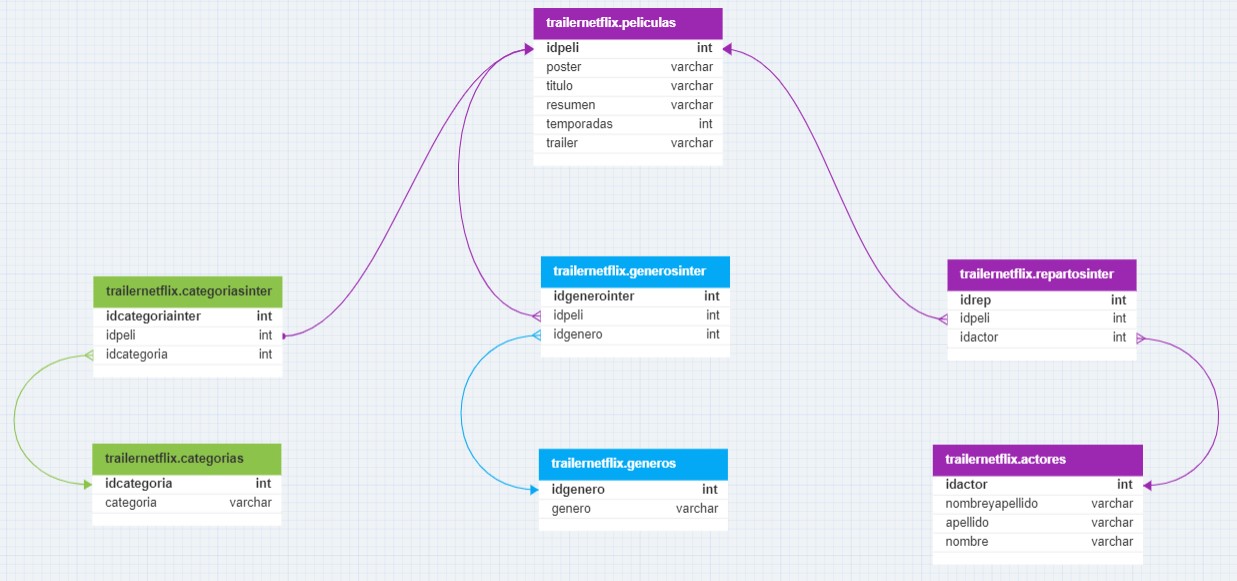 trailernetflix.peliculas
idpeli int
poster varchar
titulo varchar
resumen varchar
temporadas int
trailer varchar
trailernetflix.categoriasinter
idcategoriainter int
idpeli int
idcategoria int
trailernetflix.generosinter
idgenerointer int
idpeli int
idgenero int
trailernetflix.repartosinter
idrep int
idpeli int
idactor int
trailernetflix.categorias
idcategoria int
categoria varchar
trailernetflix.generos
idgenero int
genero varchar
trailernetflix.actores
idactor int
nombreyapellido varchar
apellido varchar
nombre varchar